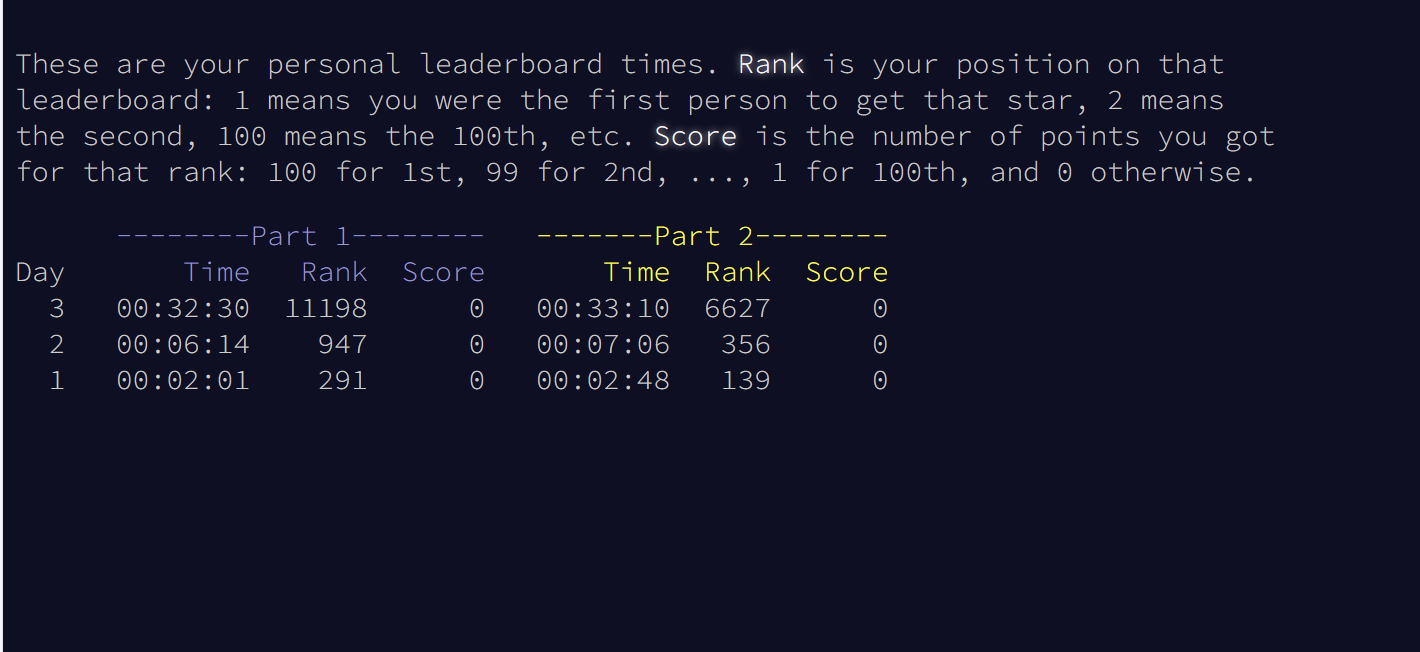 These are your personal leaderboard times. Rank is your position on that
leaderboard: 1 means you were the first person to get that star, 2 means
the second, 100 means the 100th, etc. Score is the number of points you got
for that rank: 100 for 1st, 99 for 2nd, ..., 1 for 100th, and 0 otherwise.
      --------Part 1--------   -------Part 2--------
Day       Time   Rank  Score       Time  Rank  Score
  3   00:32:30  11198      0   00:33:10  6627      0
  2   00:06:14    947      0   00:07:06   356      0
  1   00:02:01    291      0   00:02:48   139      0